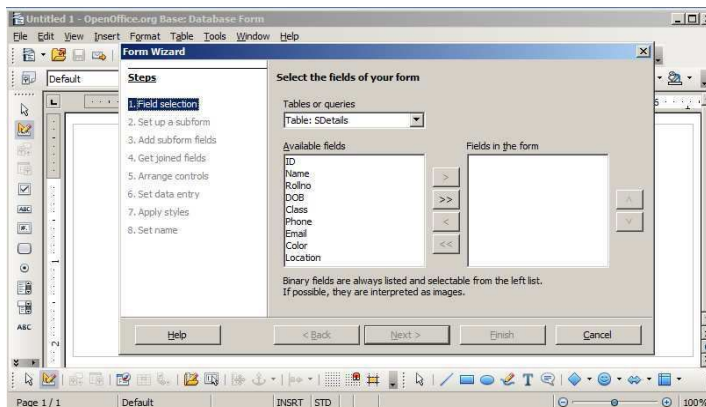 Untitled 1 - OpenOffice.org Base: Database Form
File Edit View Insert Format Table Tools Window Help
Form Wizard
Default
Steps
1. Field selection
2. Set up a subform
3. Add subform fields
4. Get joined fields
5. Arrange controls
6. Set data entry
7. Apply styles
8. Set name
Select the fields of your form
Tables or queries
Table: SDetails
Available fields
ID
Name
Rollno
DOB
Class
Phone
Email
Color
Location
>
>>
<
<<
Fields in the form
Binary fields are always listed and selectable from the left list.
If possible, they are interpreted as images.
Help
< Back
Next >
Finish
Cancel
ABC
Page 1 / 1 Default INSRT STD 100%